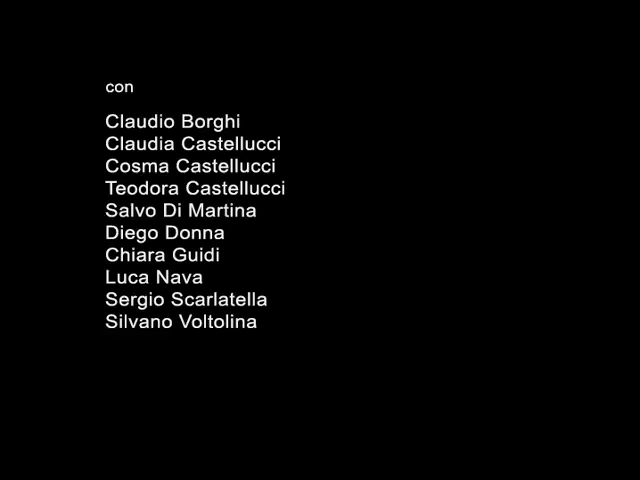 con
Claudio Borghi
Claudia Castellucci
Cosma Castellucci
Teodora Castellucci
Salvo Di Martina
Diego Donna
Chiara Guidi
Luca Nava
Sergio Scarlatella
Silvano Voltolina